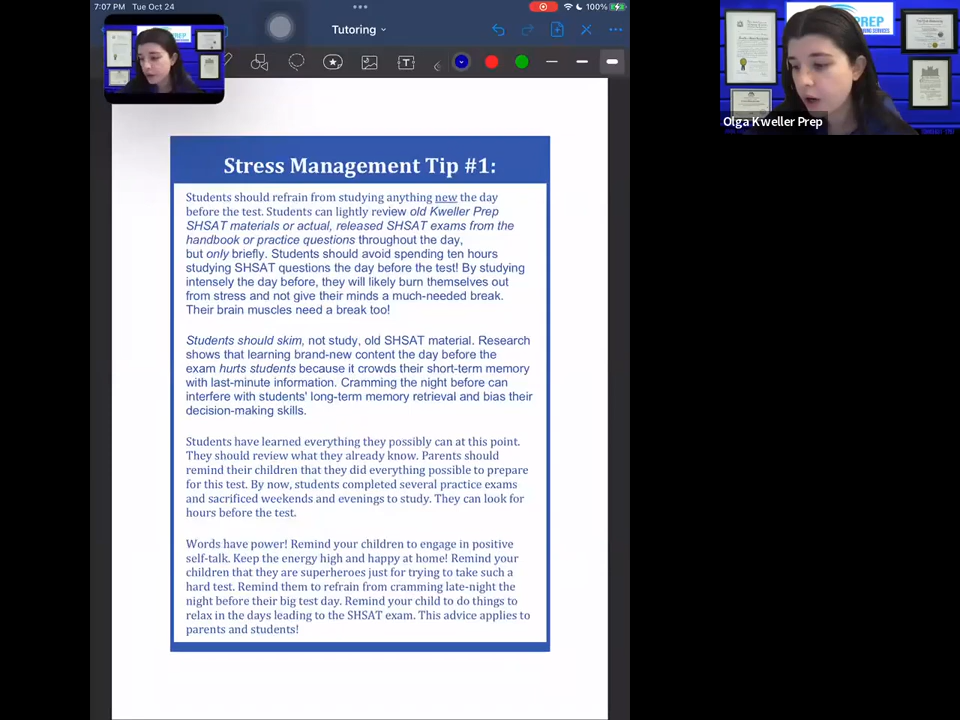 7:07 PM Tue Oct 24
100%
Tutoring
PREP
Olga Kweller Prep
Stress Management Tip #1:
Students should refrain from studying anything new the day
before the test. Students can lightly review old Kweller Prep
SHSAT materials or actual, released SHSAT exams from the
handbook or practice questions throughout the day,
but only briefly. Students should avoid spending ten hours
studying SHSAT questions the day before the test! By studying
intensely the day before, they will likely burn themselves out
from stress and not give their minds a much-needed break.
Their brain muscles need a break too!
Students should skim, not study, old SHSAT material. Research
shows that learning brand-new content the day before the
exam hurts students because it crowds their short-term memory
with last-minute information. Cramming the night before can
interfere with students' long-term memory retrieval and bias their
decision-making skills.
Students have learned everything they possibly can at this point.
They should review what they already know. Parents should
remind their children that they did everything possible to prepare
for this test. By now, students completed several practice exams
and sacrificed weekends and evenings to study. They can look for
hours before the test.
Words have power! Remind your children to engage in positive
self-talk. Keep the energy high and happy at home! Remind your
children that they are superheroes just for trying to take such a
hard test. Remind them to refrain from cramming late-night the
night before their big test day. Remind your child to do things to
relax in the days leading to the SHSAT exam. This advice applies to
parents and students!